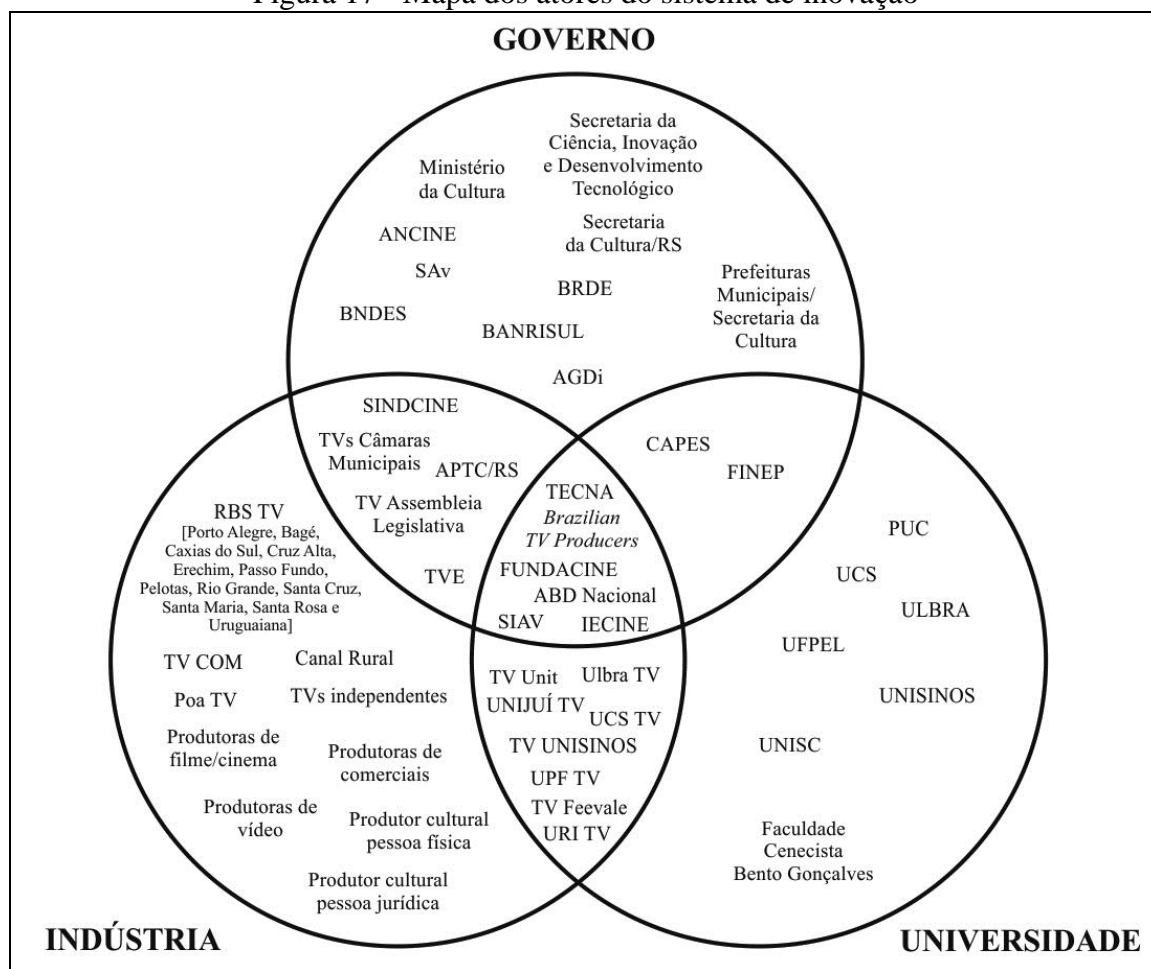 Figura 17 - Mapa dos atores do sistema de inovação
GOVERNO
Secretaria da
Ciência, Inovação
e Desenvolvimento
Tecnológico
Ministério
da Cultura
Secretaria
da Cultura/RS
ANCINE
SAv
BRDE
Prefeituras
Municipais/
Secretaria da
Cultura
BNDES
BANRISUL
AGDi
SINDCINE
TVs Câmaras
Municipais
APTC/RS
TV Assembleia
Legislativa
TVE
CAPES
FINEP
TECNA
Brazilian
TV Producers
FUNDACINE
ABD Nacional
SIAV
IECINE
RBS TV
[Porto Alegre, Bagé,
Caxias do Sul, Cruz Alta,
Erechim, Passo Fundo,
Pelotas, Rio Grande, Santa Cruz,
Santa Maria, Santa Rosa e
Uruguaiana]
TV COM
Canal Rural
Poa TV
TVs independentes
Produtoras de
filme/cinema
Produtoras de
comerciais
Produtoras de
vídeo
Produtor cultural
pessoa física
Produtor cultural
pessoa jurídica
TV Unit
Ulbra TV
UNIJUÍ TV
UCS TV
TV UNISINOS
UPF TV
TV Feevale
URI TV
PUC
UCS
ULBRA
UFPEL
UNISINOS
UNISC
Faculdade
Cenecista
Bento Gonçalves
INDÚSTRIA
UNIVERSIDADE